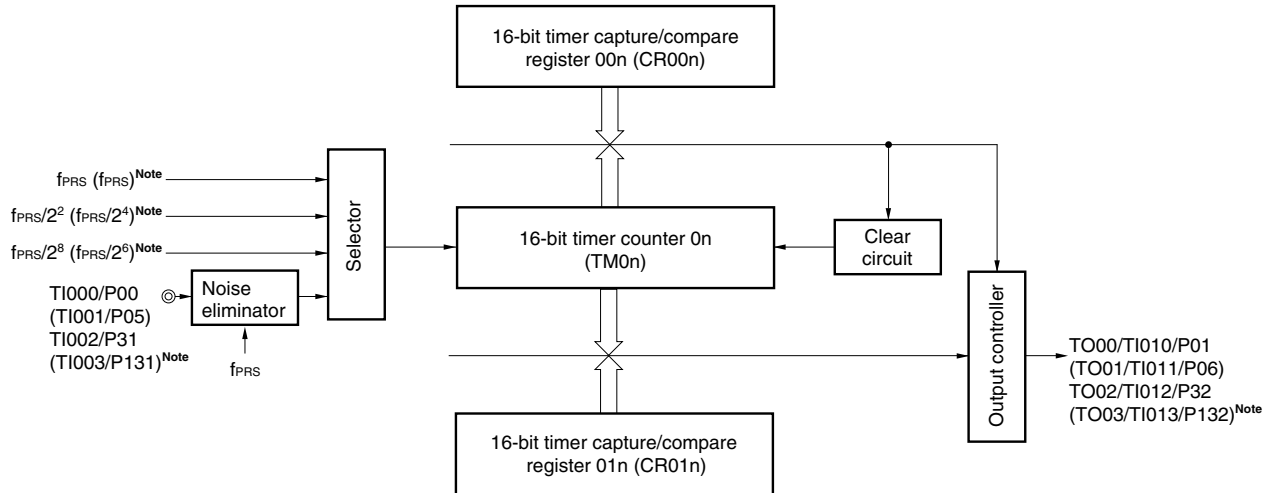 16-bit timer capture/compare
register 00n (CR00n)
fPRS (fPRS)Note
fPRS/2² (fPRS/2⁴)Note
fPRS/2⁸ (fPRS/2⁶)Note
Selector
16-bit timer counter 0n
(TM0n)
Clear
circuit
TI000/P00
(TI001/P05)
TI002/P31
(TI003/P131)Note
Noise
eliminator
fPRS
Output controller
TO00/TI010/P01
(TO01/TI011/P06)
TO02/TI012/P32
(TO03/TI013/P132)Note
16-bit timer capture/compare
register 01n (CR01n)